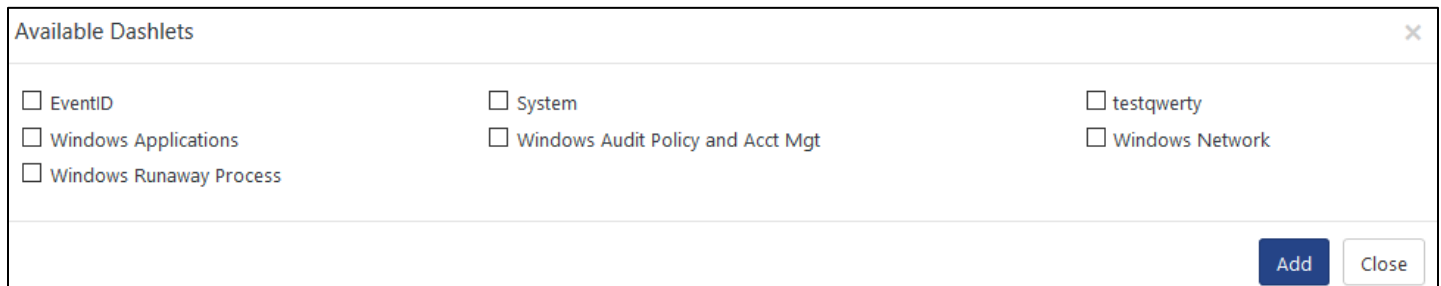 Available Dashlets ×
EventID System testqwerty
Windows Applications Windows Audit Policy and Acct Mgt Windows Network
Windows Runaway Process
Add Close